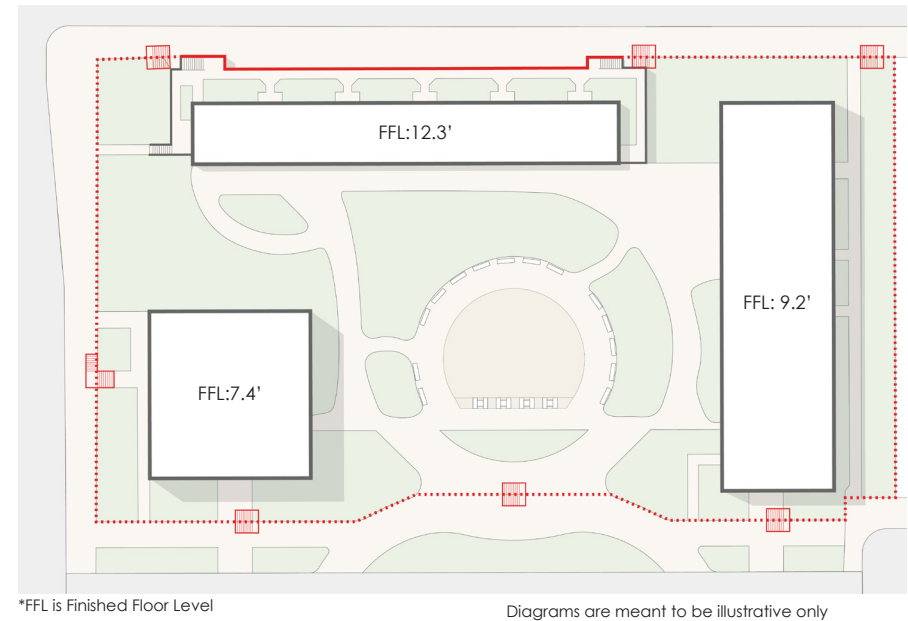 FFL:12.3'
FFL: 9.2'
FFL:7.4'
*FFL is Finished Floor Level
Diagrams are meant to be illustrative only